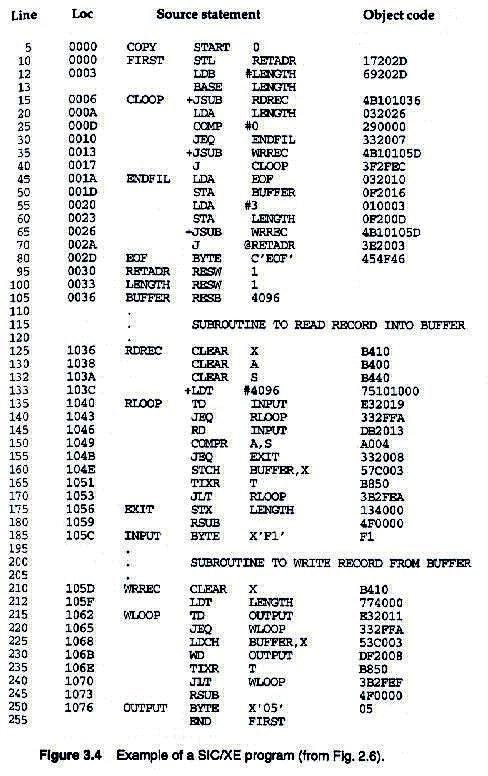 Line Loc Source statement Object code
5 0000 COPY START 0
10 0000 FIRST STL RETADR 17202D
12 0003 LDB #LENGTH 69202D
13 BASE LENGTH
15 0006 CLOOP +JSUB RDREC 4B101036
20 000A LDA LENGTH 032026
25 000D COMP #0 290000
30 0010 JEQ ENDFIL 332007
35 0013 +JSUB WRREC 4B10105D
40 0017 J CLOOP 3F2FEC
45 001A ENDFIL LDA EOF 032010
50 001D STA BUFFER 0F2016
55 0020 LDA #3 010003
60 0023 STA LENGTH 0F200D
65 0026 +JSUB WRREC 4B10105D
70 002A J @RETADR 3E2003
80 002D EOF BYTE C'EOF' 454F46
95 0030 RETADR RESW 1
100 0033 LENGTH RESW 1
105 0036 BUFFER RESB 4096
110 .
115 . SUBROUTINE TO READ RECORD INTO BUFFER
120 .
125 1036 RDREC CLEAR X B410
130 1038 CLEAR A B400
132 103A CLEAR S B440
133 103C +LDT #4096 75101000
135 1040 RLOOP TD INPUT E32019
140 1043 JEQ RLOOP 332FFA
145 1046 RD INPUT DB2013
150 1049 COMPR A,S A004
155 104B JEQ EXIT 332008
160 104E STCH BUFFER,X 57C003
165 1051 TIXR T B850
170 1053 JLT RLOOP 3B2FEA
175 1056 EXIT STX LENGTH 134000
180 1059 RSUB 4F0000
185 105C INPUT BYTE X'F1' F1
195 .
200 . SUBROUTINE TO WRITE RECORD FROM BUFFER
205 .
210 105D WRREC CLEAR X B410
212 105F LDT LENGTH 774000
215 1062 WLOOP TD OUTPUT E32011
220 1065 JEQ WLOOP 332FFA
225 1068 LDCH BUFFER,X 53C003
230 106B WD OUTPUT DF2008
235 106E TIXR T B850
240 1070 JLT WLOOP 3B2FEF
245 1073 RSUB 4F0000
250 1076 OUTPUT BYTE X'05' 05
255 END FIRST
Figure 3.4 Example of a SIC/XE program (from Fig. 2.6).